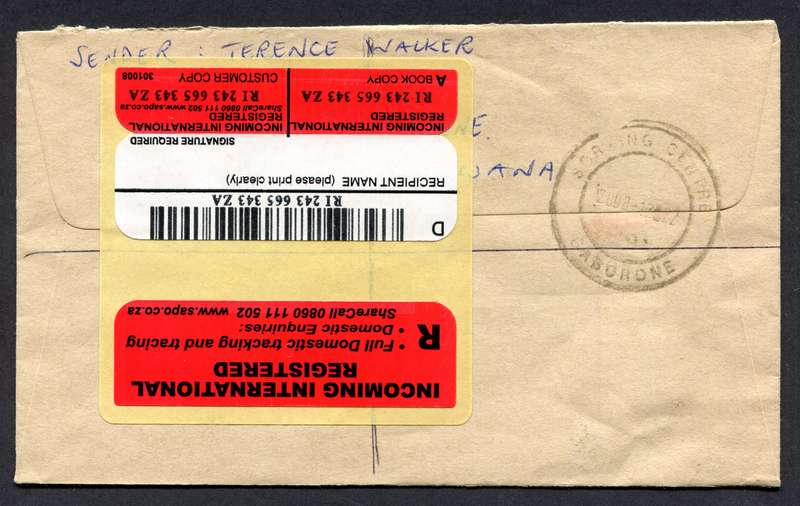 SENDER : TERENCE WALKER
NE.
WANA
SORTING CENTRE
GABORONE
INCOMING INTERNATIONAL
REGISTERED
R
• Full Domestic tracking and tracing
• Domestic Enquiries:
ShareCall 0860 111 502 www.sapo.co.za
D
RI 243 665 343 ZA
RECIPIENT NAME (please print clearly)
SIGNATURE REQUIRED
INCOMING INTERNATIONAL
REGISTERED
RI 243 665 343 ZA
A BOOK COPY
INCOMING INTERNATIONAL
REGISTERED
ShareCall 0860 111 502 www.sapo.co.za
RI 243 665 343 ZA
CUSTOMER COPY
301008